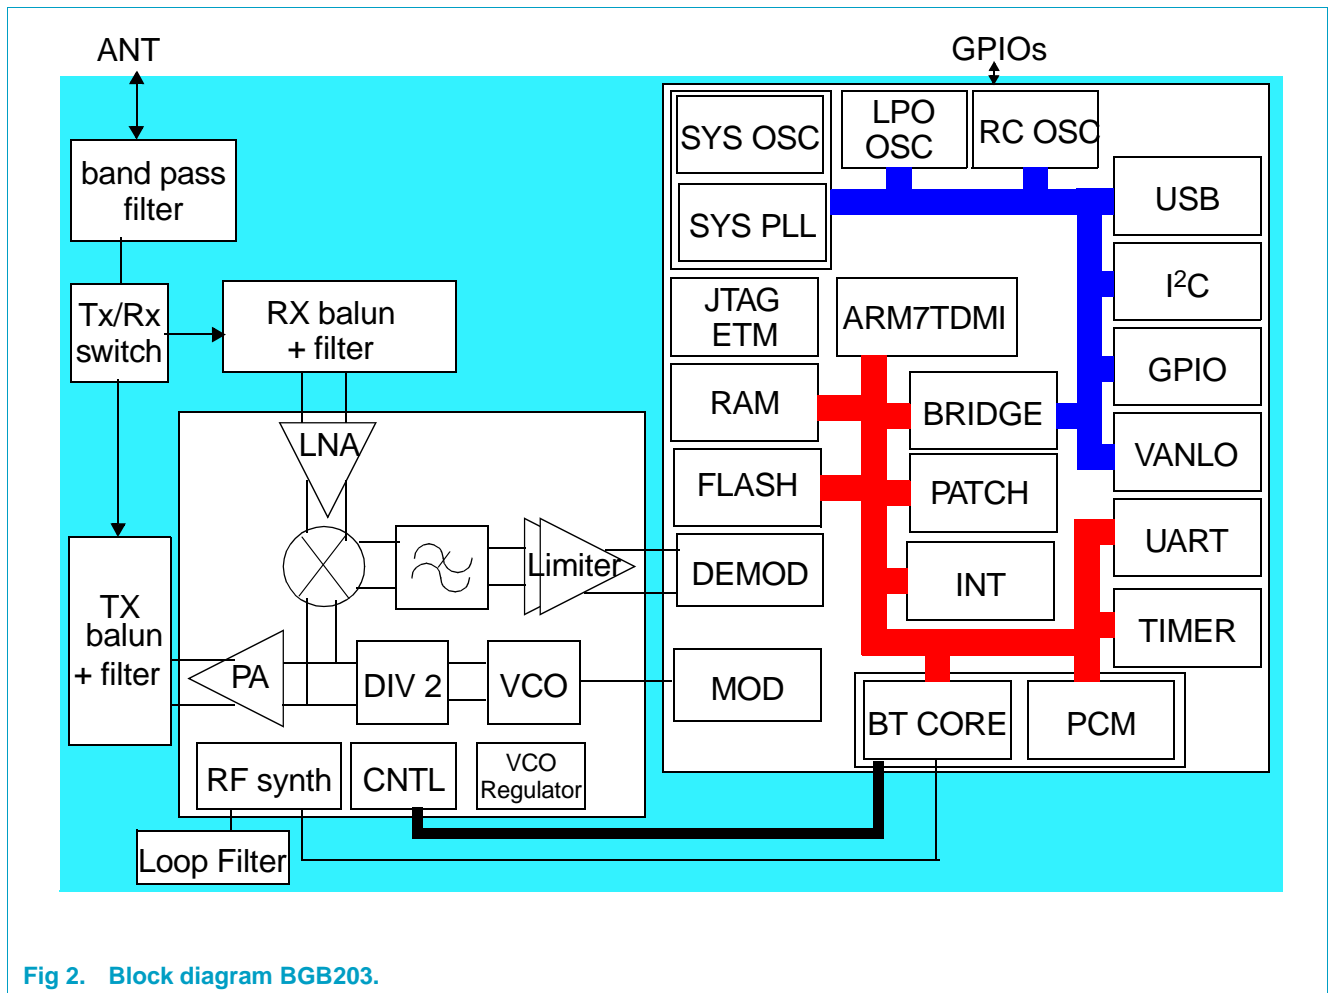 ANT
GPIOs
band pass
filter
SYS OSC
LPO
OSC
RC OSC
USB
SYS PLL
I²C
Tx/Rx
switch
RX balun
+ filter
JTAG
ETM
ARM7TDMI
GPIO
RAM
BRIDGE
LNA
VANLO
FLASH
PATCH
UART
Limiter
DEMOD
INT
TX
balun
+ filter
TIMER
PA
DIV 2
VCO
MOD
BT CORE
PCM
RF synth
CNTL
VCO
Regulator
Loop Filter
Fig 2. Block diagram BGB203.